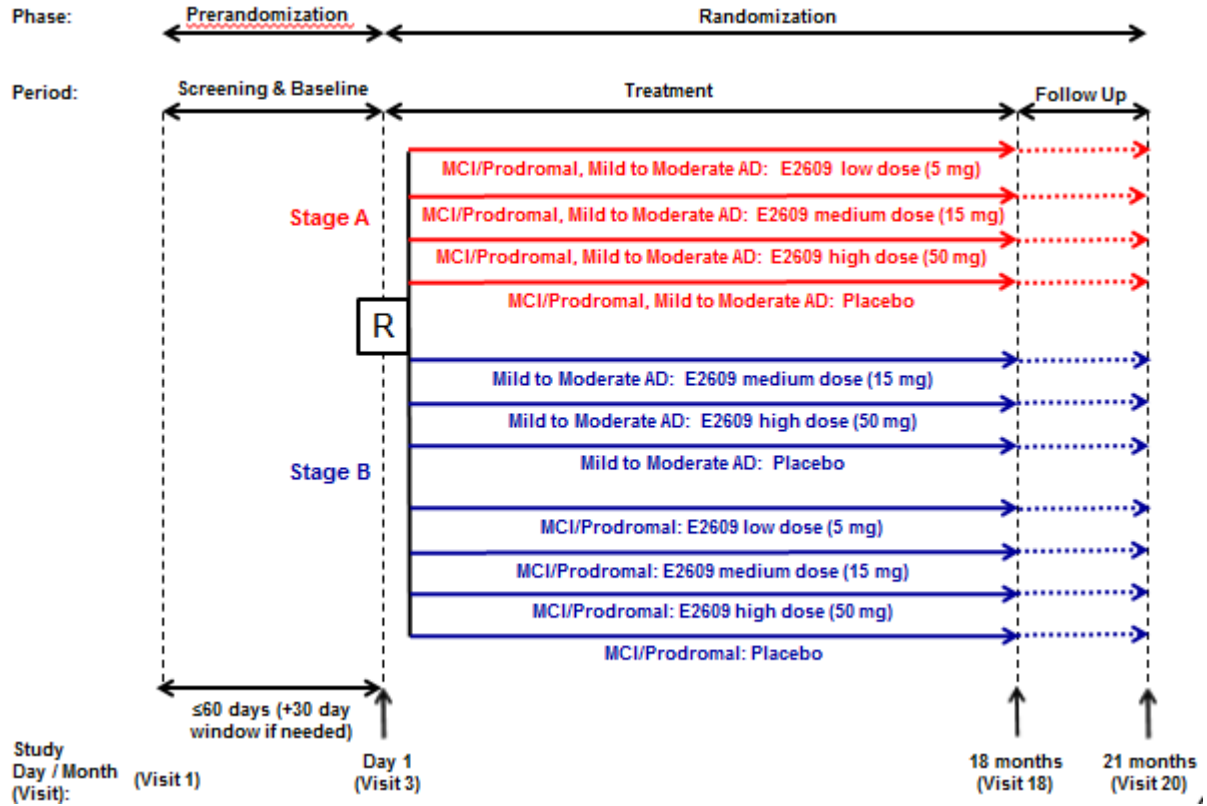 Phase: Prerandomization Randomization
Period: Screening & Baseline Treatment Follow Up
MCI/Prodromal, Mild to Moderate AD: E2609 low dose (5 mg)
Stage A
MCI/Prodromal, Mild to Moderate AD: E2609 medium dose (15 mg)
MCI/Prodromal, Mild to Moderate AD: E2609 high dose (50 mg)
MCI/Prodromal, Mild to Moderate AD: Placebo
R
Mild to Moderate AD: E2609 medium dose (15 mg)
Mild to Moderate AD: E2609 high dose (50 mg)
Mild to Moderate AD: Placebo
Stage B
MCI/Prodromal: E2609 low dose (5 mg)
MCI/Prodromal: E2609 medium dose (15 mg)
MCI/Prodromal: E2609 high dose (50 mg)
MCI/Prodromal: Placebo
≤60 days (+30 day
window if needed)
Study
Day / Month
(Visit):
(Visit 1)
Day 1
(Visit 3)
18 months
(Visit 18)
21 months
(Visit 20)